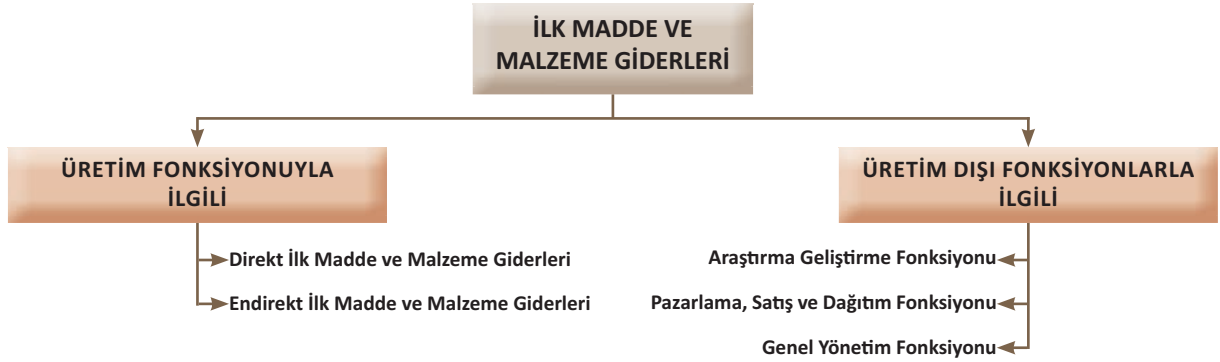 İLK MADDE VE
MALZEME GİDERLERİ
ÜRETİM FONKSİYONUYLA
İLGİLİ
Direkt İlk Madde ve Malzeme Giderleri
Endirekt İlk Madde ve Malzeme Giderleri
ÜRETİM DIŞI FONKSİYONLARLA
İLGİLİ
Araştırma Geliştirme Fonksiyonu
Pazarlama, Satış ve Dağıtım Fonksiyonu
Genel Yönetim Fonksiyonu